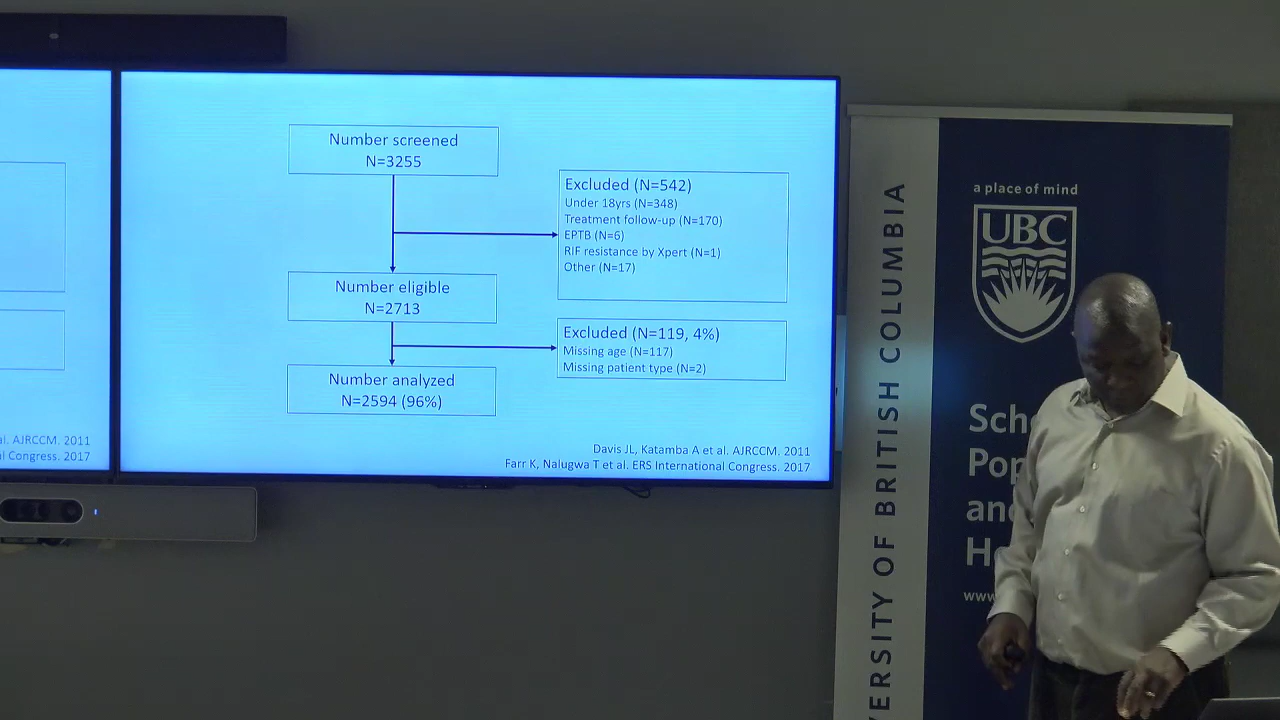 Number screened
N=3255
Excluded (N=542)
Under 18yrs (N=348)
Treatment follow-up (N=170)
EPTB (N=6)
RIF resistance by Xpert (N=1)
Other (N=17)
Number eligible
N=2713
Excluded (N=119, 4%)
Missing age (N=117)
Missing patient type (N=2)
Number analyzed
N=2594 (96%)
Davis JL, Katamba A et al. AJRCCM. 2011
Farr K, Nalugwa T et al. ERS International Congress. 2017
al. AJRCCM. 2011
al Congress. 2017
VERSITY OF BRITISH COLUMBIA
a place of mind
UBC
Sch
Pop
and
He
www